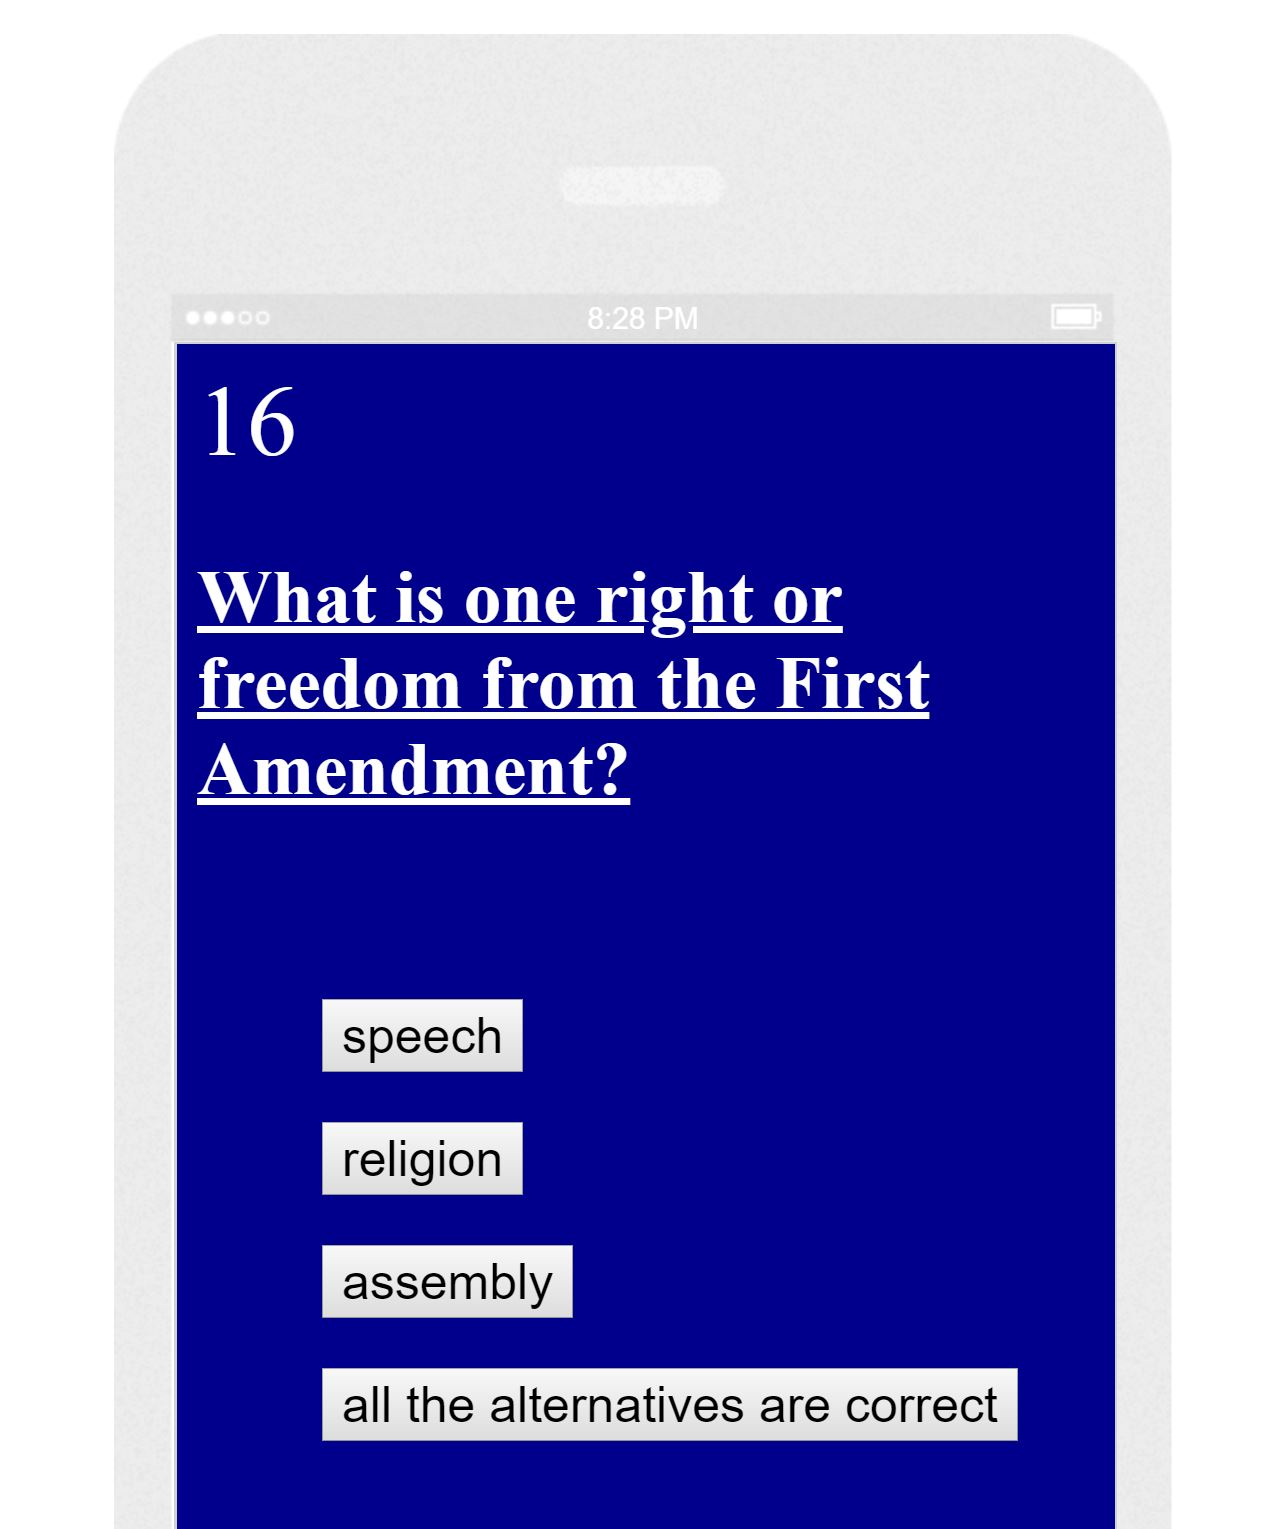 8:28 PM
16
What is one right or
freedom from the First
Amendment?
speech
religion
assembly
all the alternatives are correct